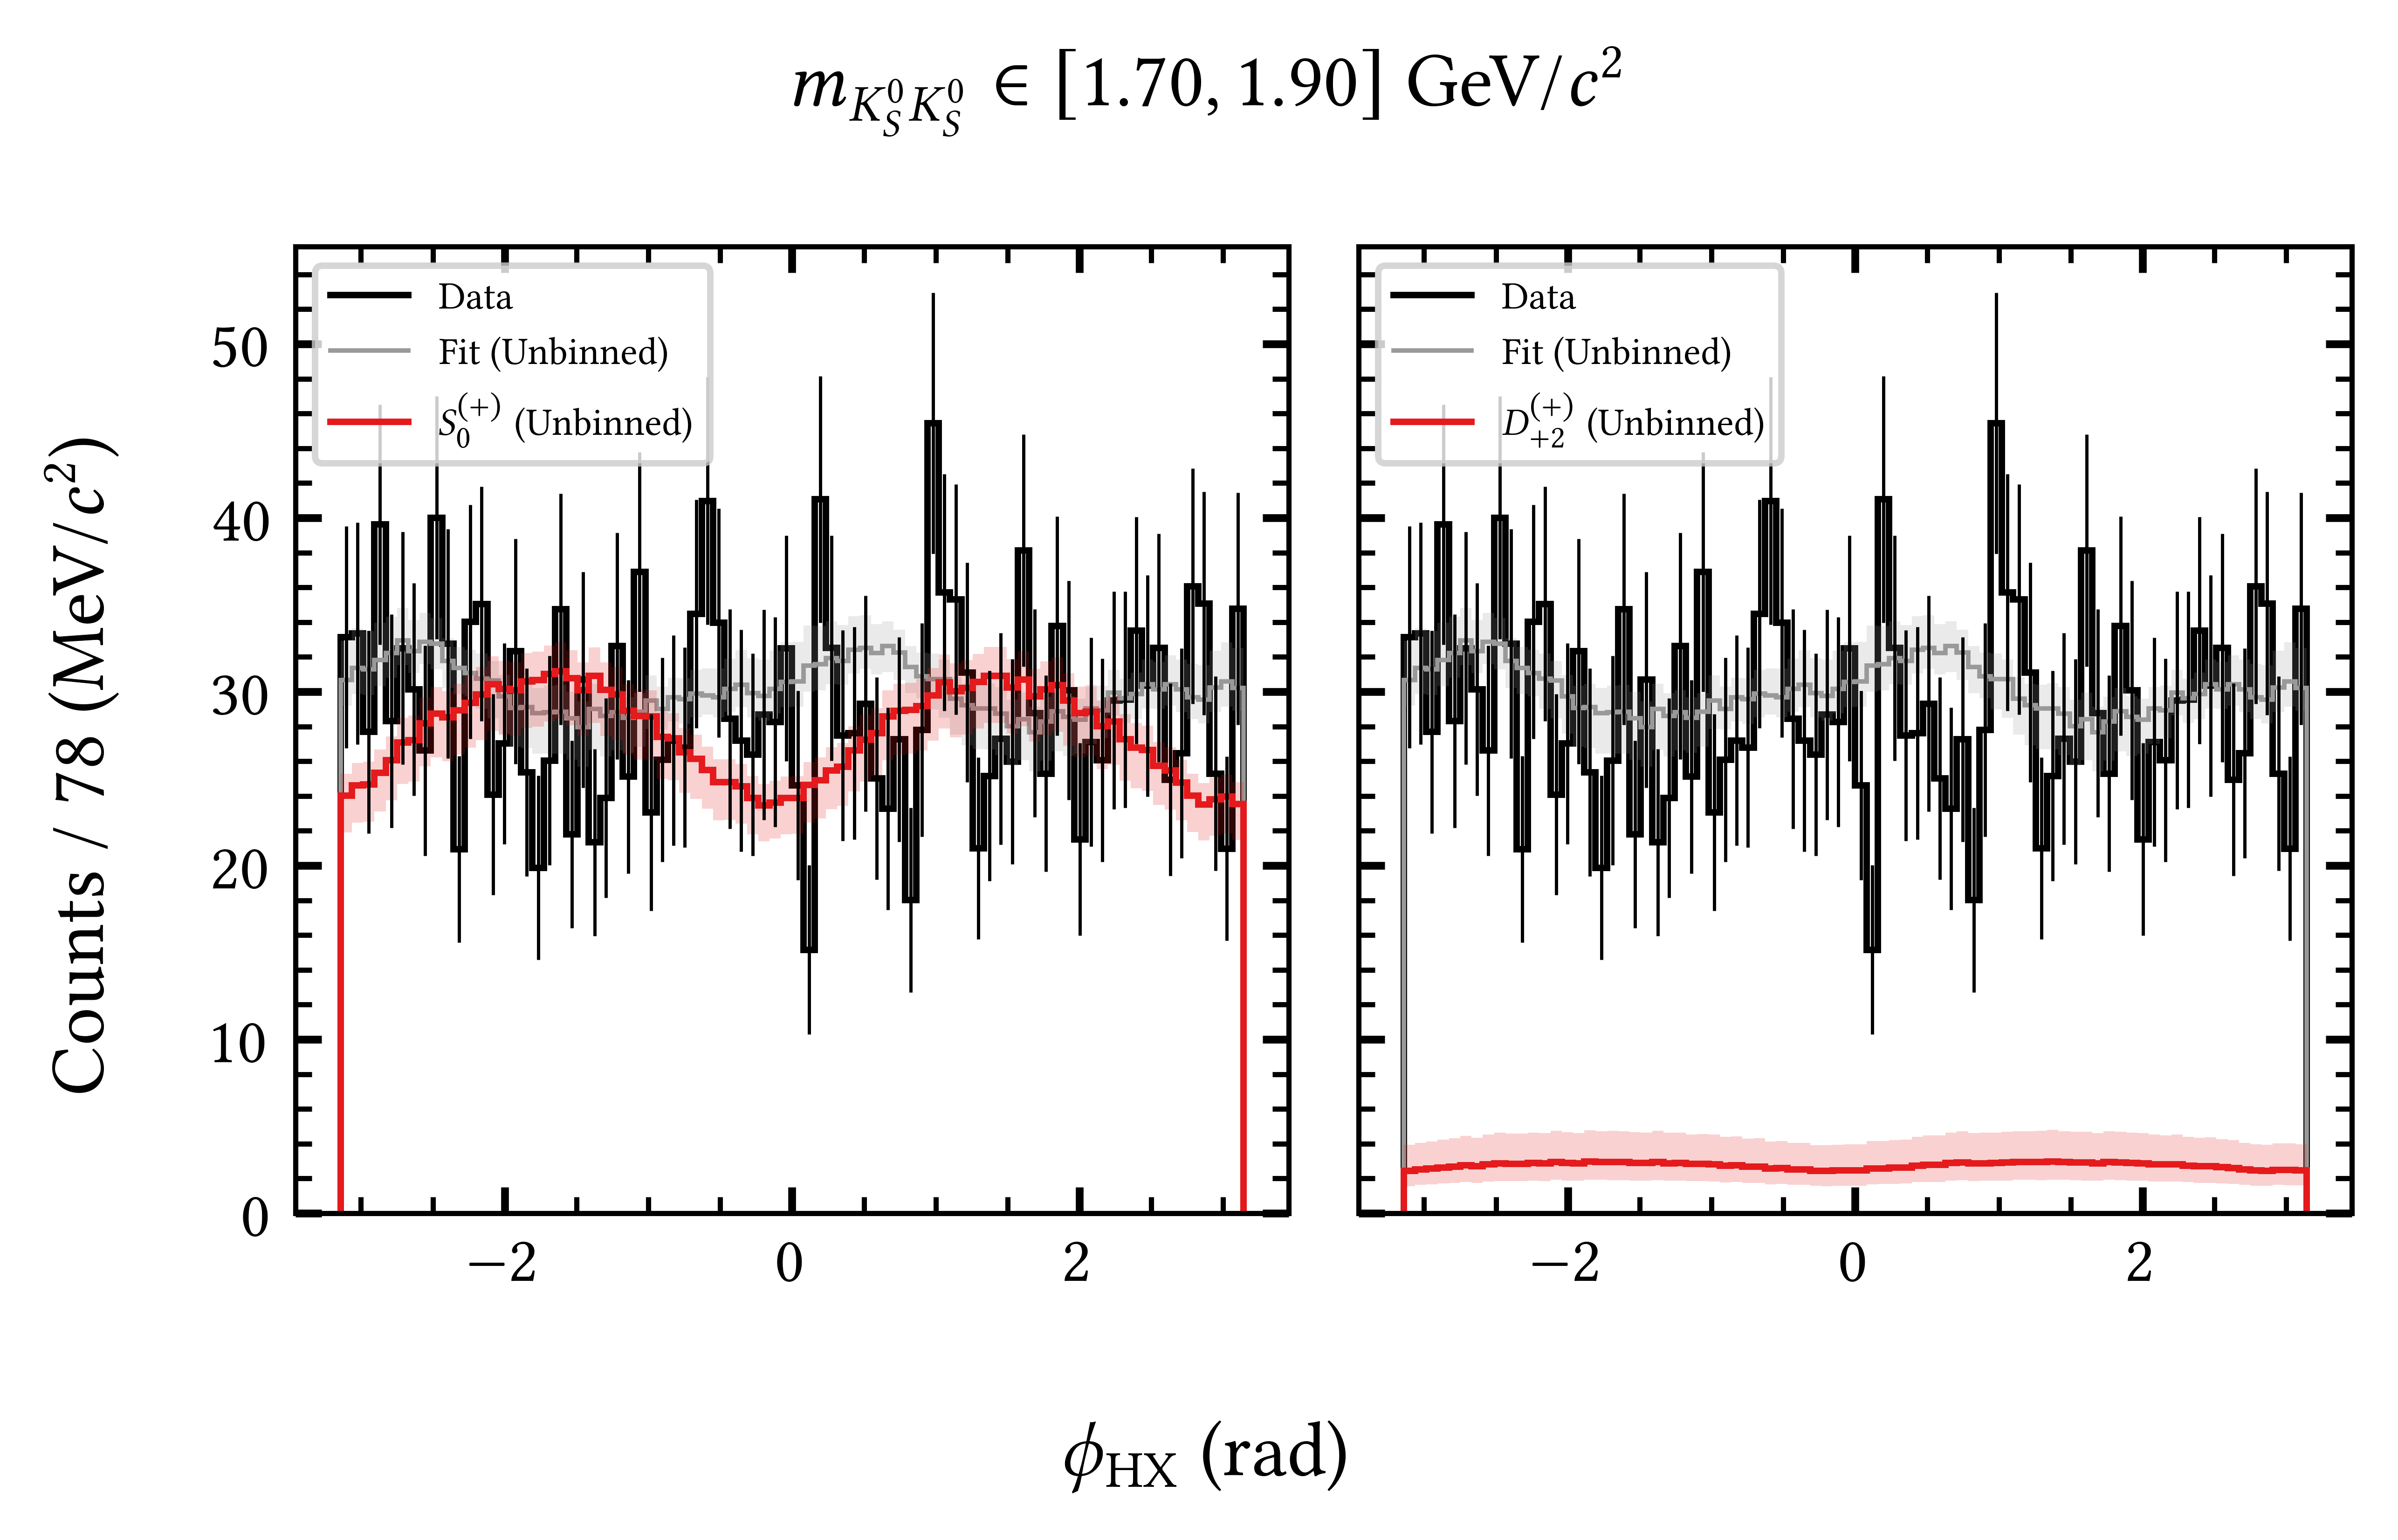 m_{K_S^0 K_S^0} ∈ [1.70, 1.90] GeV/c²
Data
Fit (Unbinned)
S_0^{(+)} (Unbinned)
Data
Fit (Unbinned)
D_{+2}^{(+)} (Unbinned)
Counts / 78 (MeV/c²)
50
40
30
20
10
0
−2 0 2
−2 0 2
ϕ_{HX} (rad)